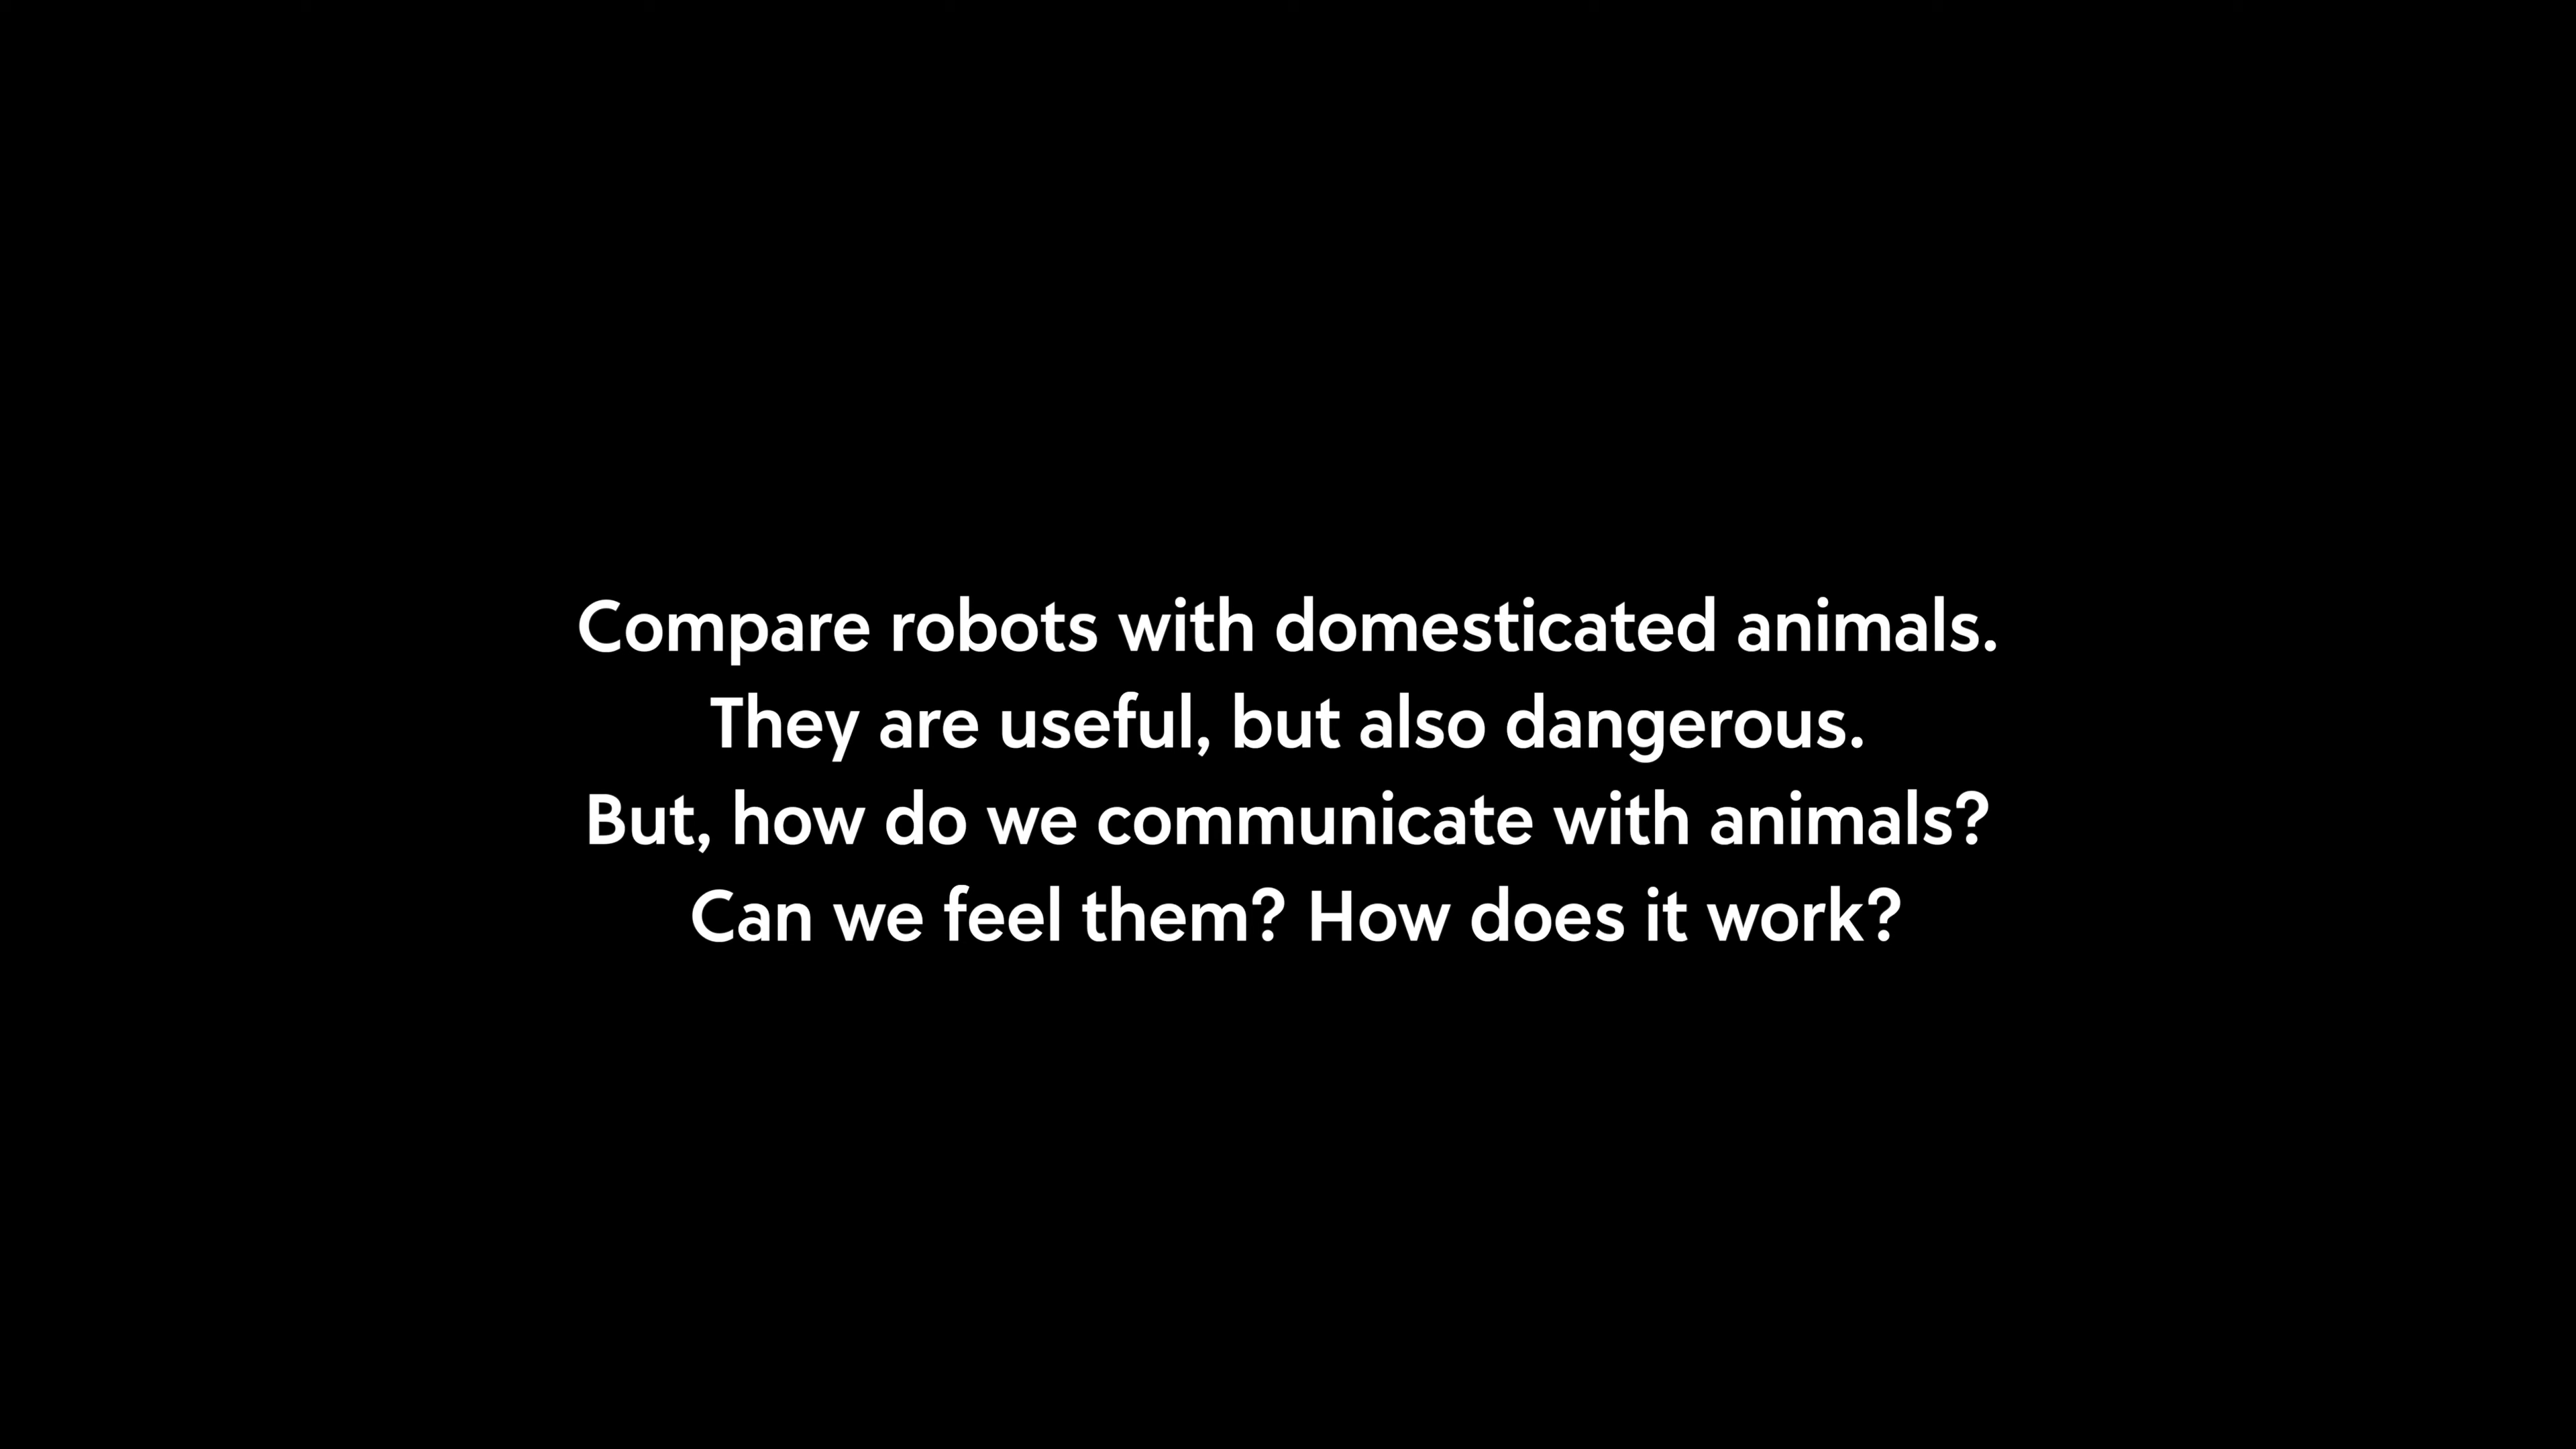 Compare robots with domesticated animals.
They are useful, but also dangerous.
But, how do we communicate with animals?
Can we feel them? How does it work?